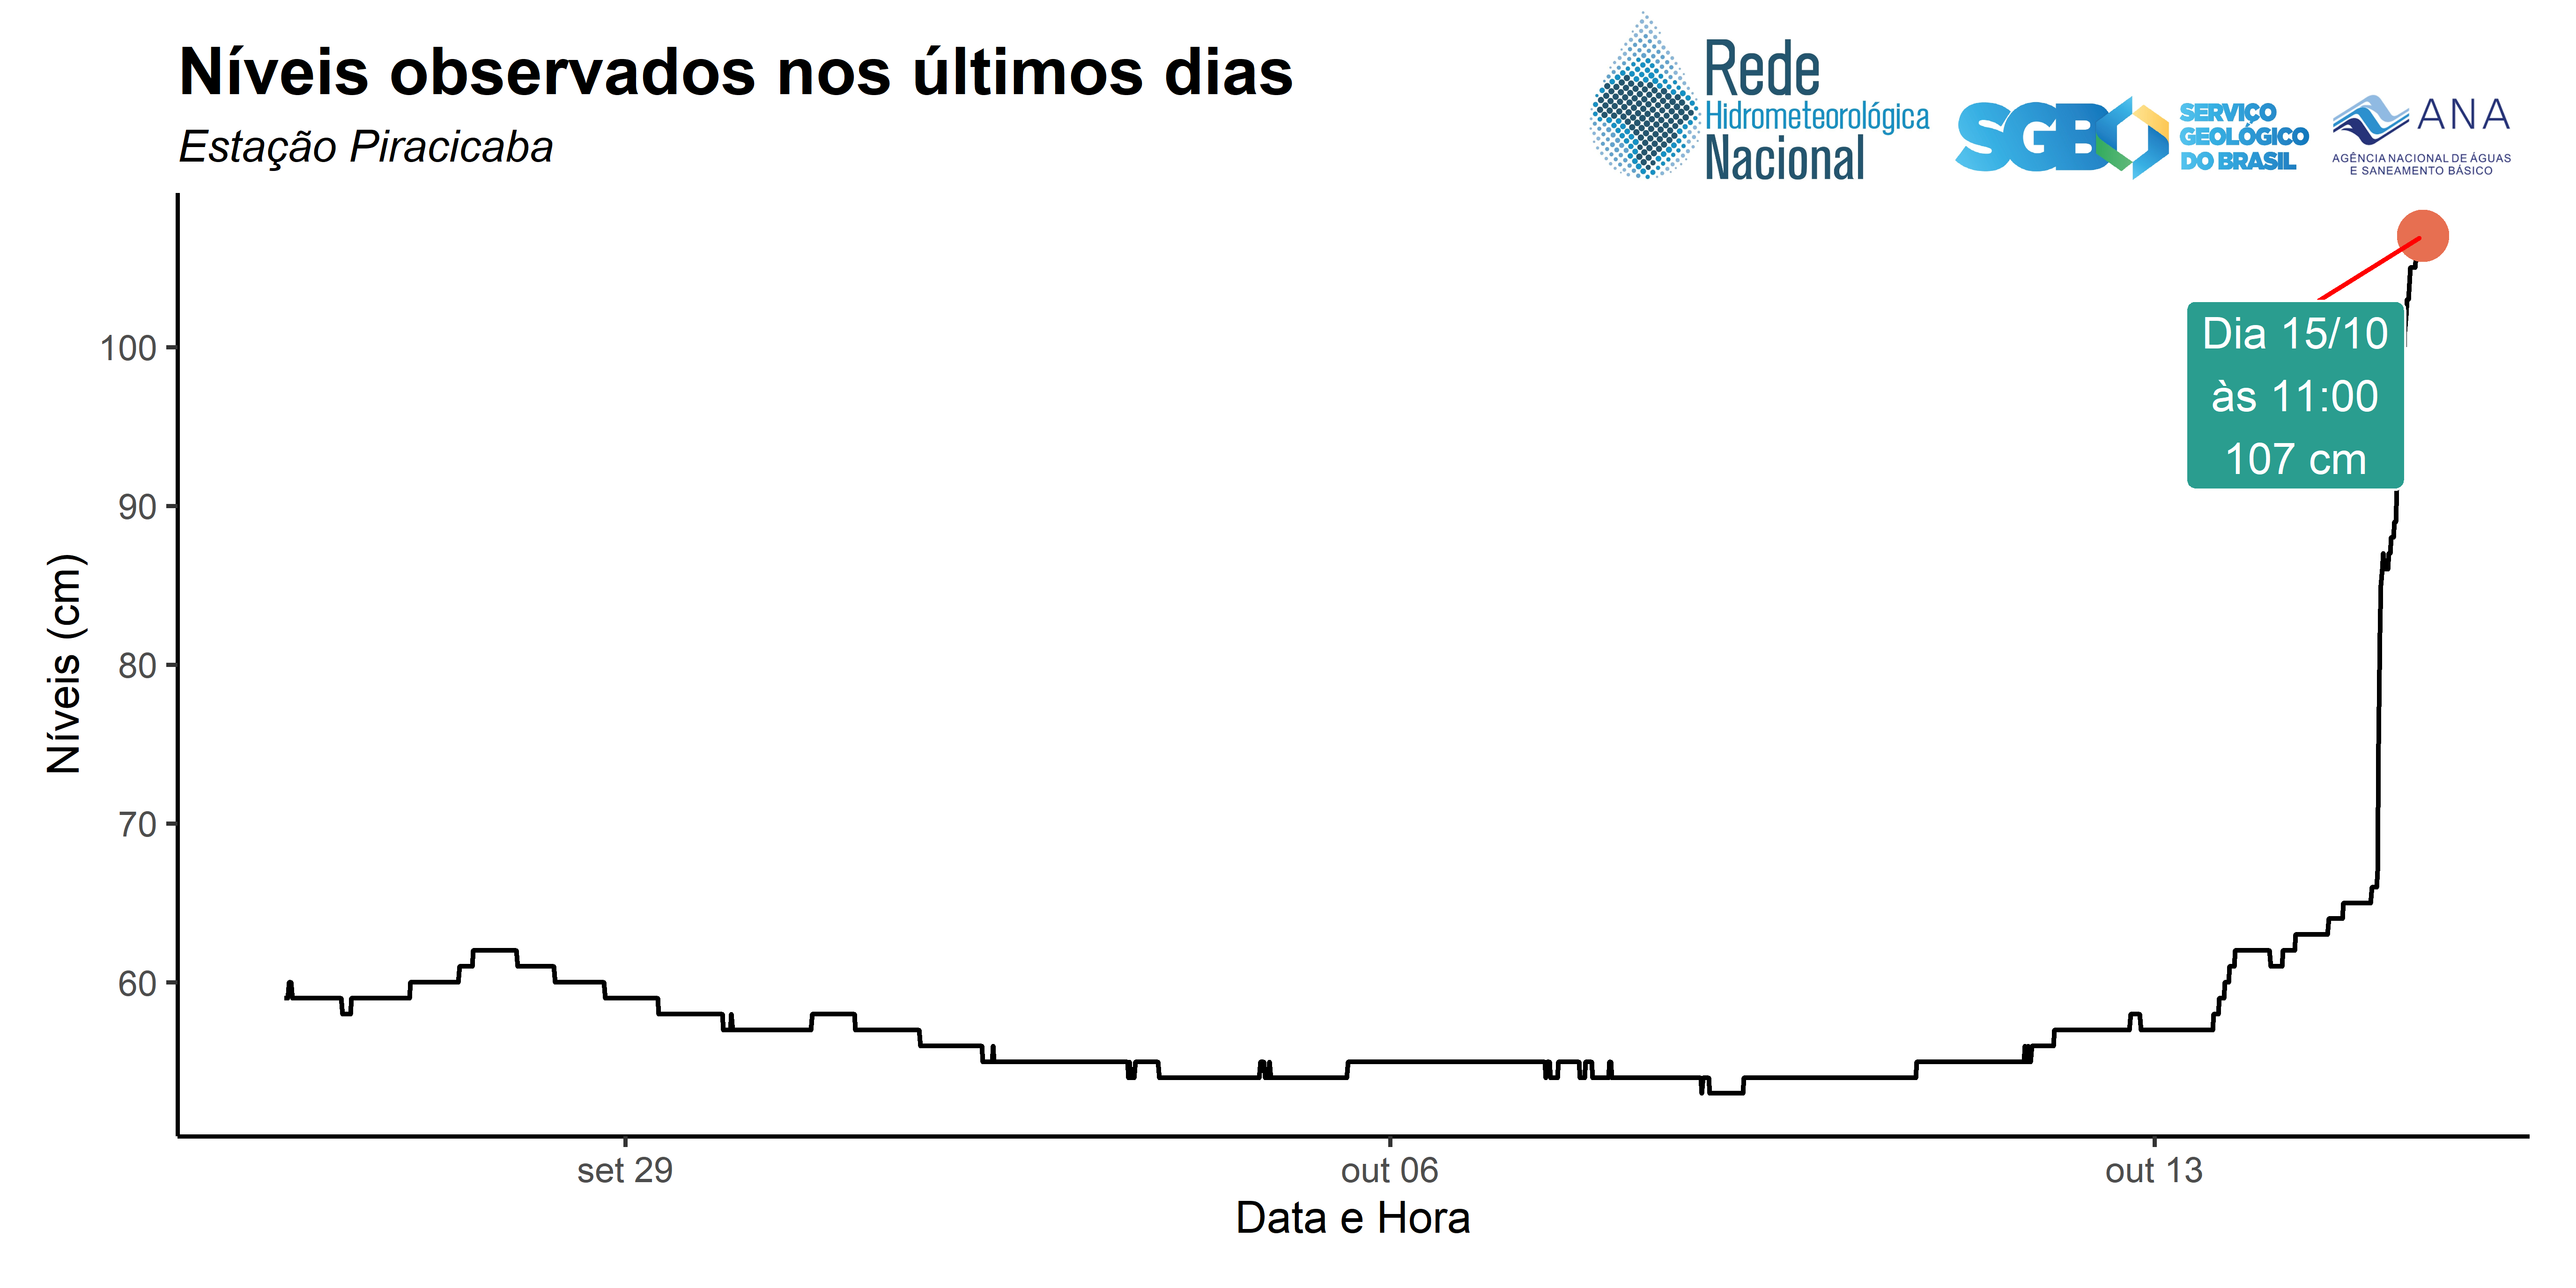 Níveis observados nos últimos dias
Estação Piracicaba
Rede
Hidrometeorológica
Nacional
SGB
SERVIÇO
GEOLÓGICO
DO BRASIL
ANA
AGÊNCIA NACIONAL DE ÁGUAS
E SANEAMENTO BÁSICO
Dia 15/10
às 11:00
107 cm
Níveis (cm)
100
90
80
70
60
set 29
out 06
out 13
Data e Hora